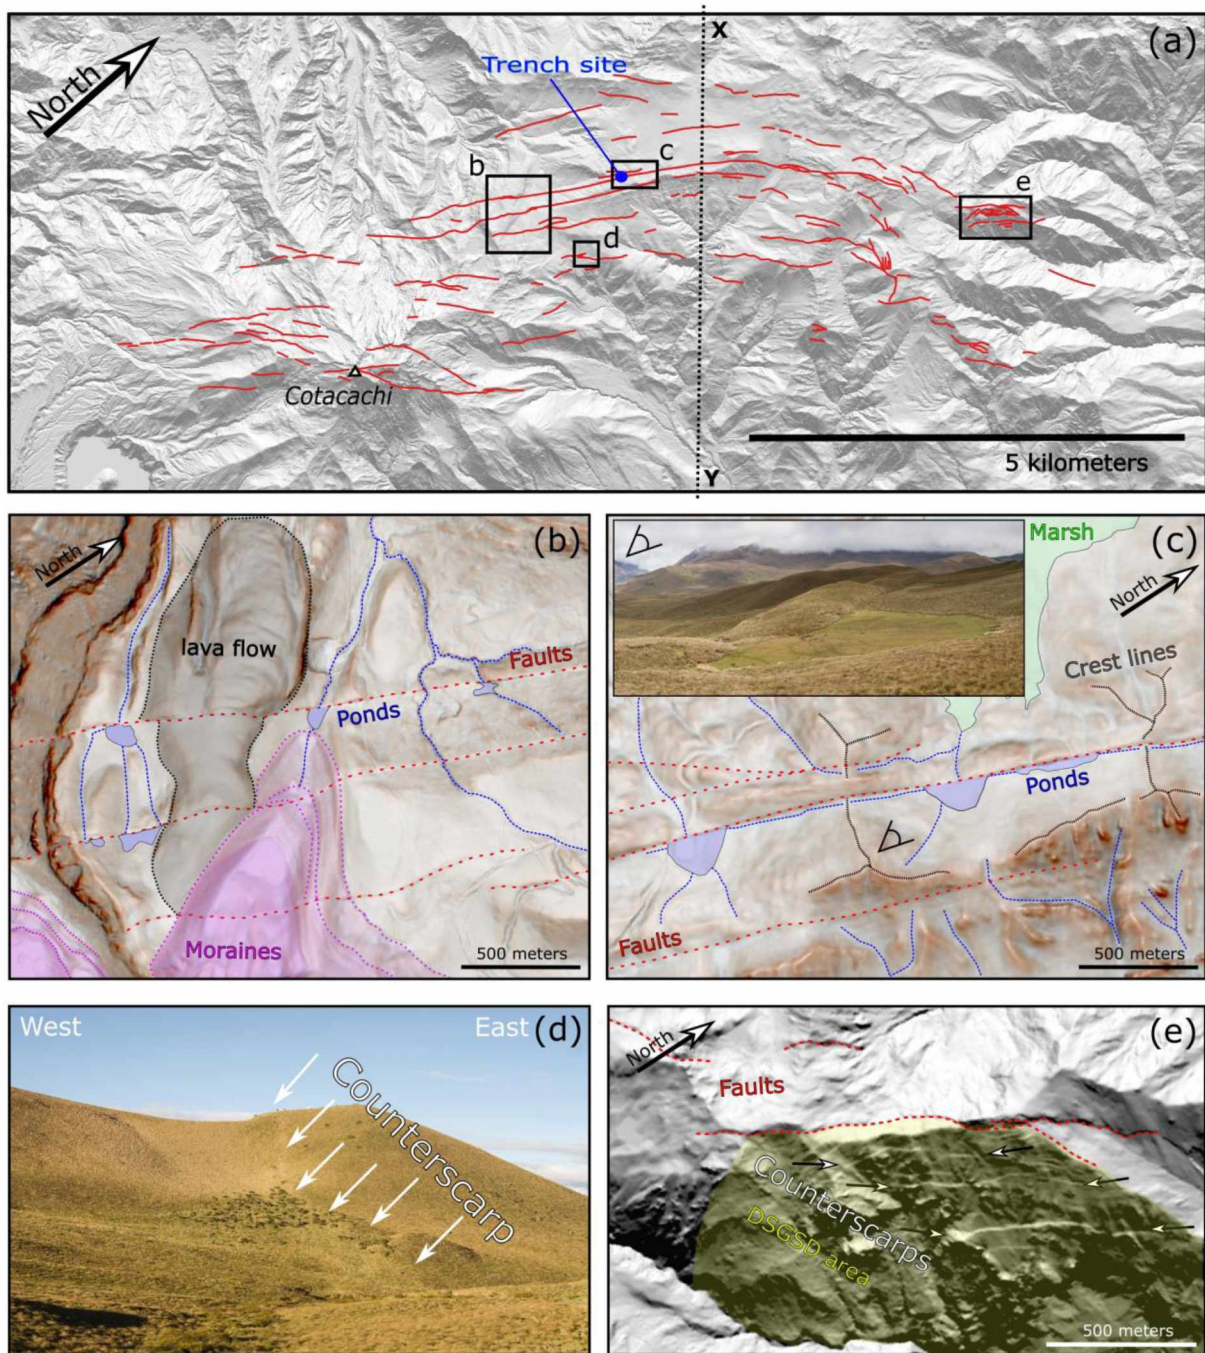 X
(a)
North
Trench site
b
c
e
d
Cotacachi
5 kilometers
Y
(b)
North
lava flow
Faults
Ponds
Moraines
500 meters
Marsh
(c)
North
Crest lines
Ponds
Faults
500 meters
West
East
(d)
Counterscarp
(e)
North
Faults
Counterscarps
DSGSD area
500 meters